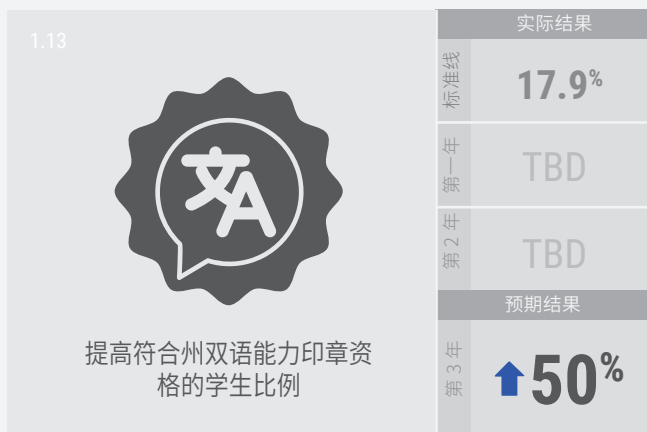 1.13
文A
提高符合州双语能力印章资
格的学生比例
实际结果
标准线
17.9%
第一年
TBD
第 2 年
TBD
预期结果
第 3 年
50%